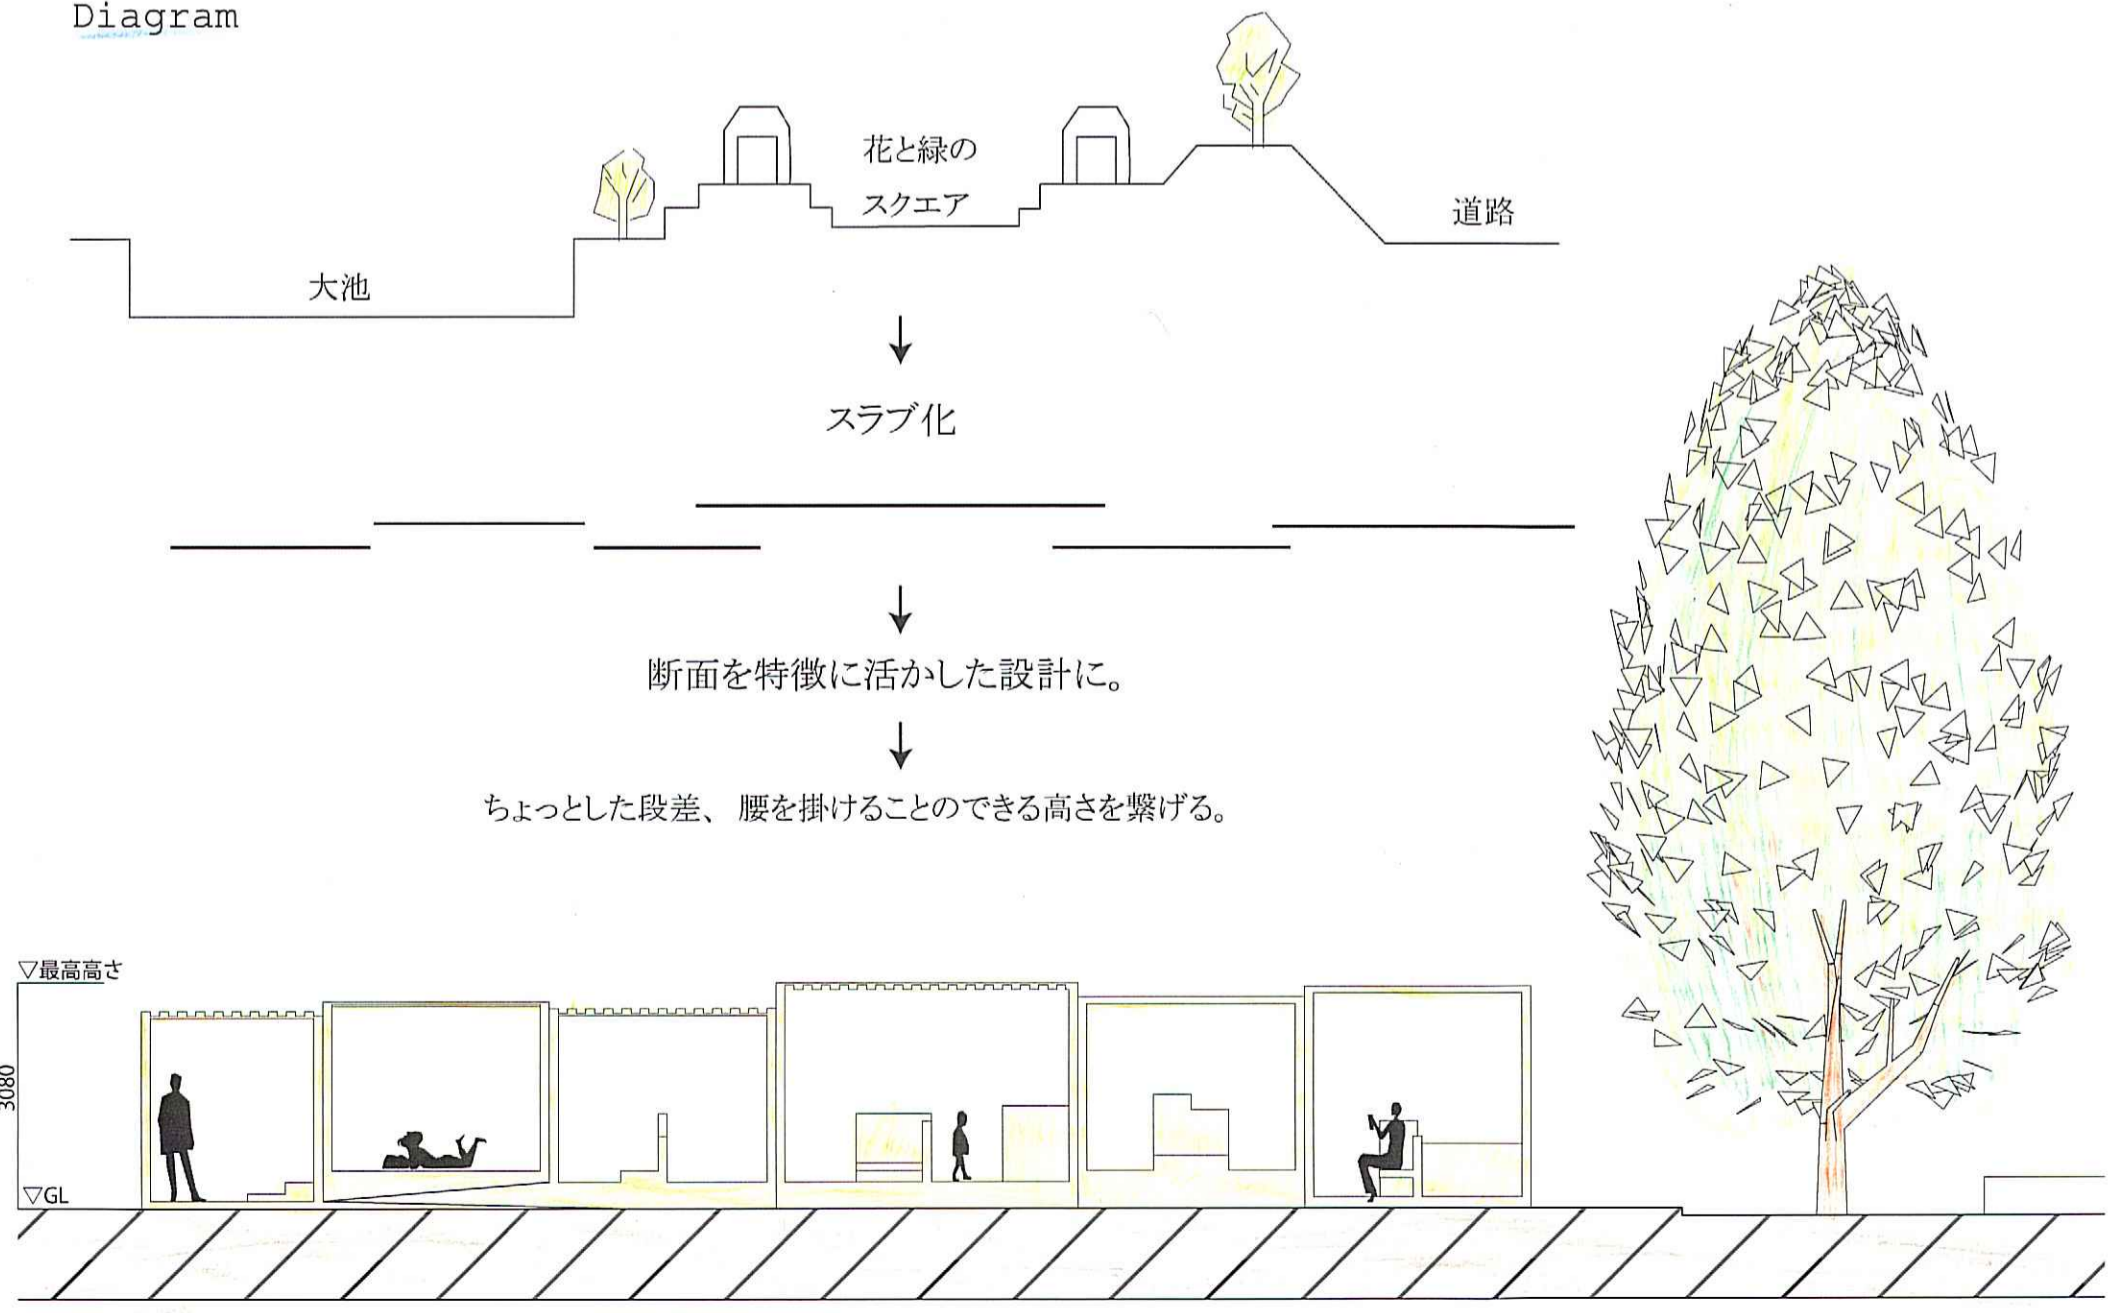 Diagram
花と緑の
スクエア
道路
大池
スラブ化
断面を特徴に活かした設計に。
ちょっとした段差、腰を掛けることのできる高さを繋げる。
▽最高高さ
3080
▽GL